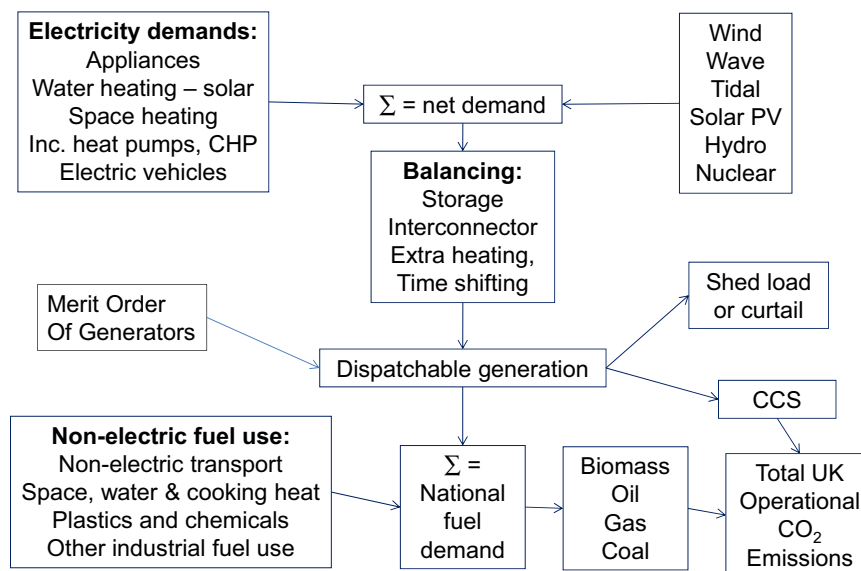 Electricity demands:
Appliances
Water heating – solar
Space heating
Inc. heat pumps, CHP
Electric vehicles
∑ = net demand
Wind
Wave
Tidal
Solar PV
Hydro
Nuclear
Balancing:
Storage
Interconnector
Extra heating,
Time shifting
Merit Order
Of Generators
Shed load
or curtail
Dispatchable generation
CCS
Non-electric fuel use:
Non-electric transport
Space, water & cooking heat
Plastics and chemicals
Other industrial fuel use
∑ =
National
fuel
demand
Biomass
Oil
Gas
Coal
Total UK
Operational
CO₂
Emissions